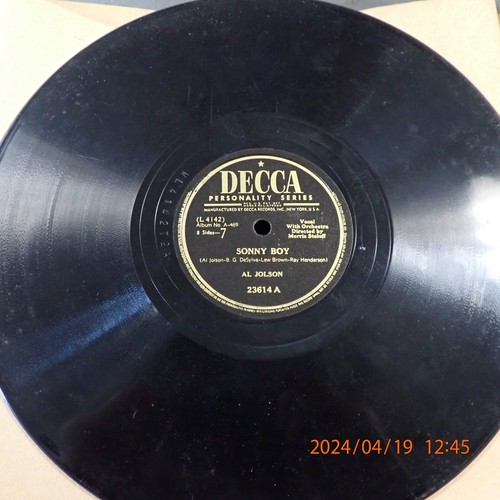 DECCA
PERSONALITY SERIES
MANUFACTURED BY DECCA RECORDS, INC., NEW YORK, U.S.A.
(L 4142)
Album No. A-469
8 Sides—7
Vocal
With Orchestra
Directed by
Morris Stoloff
SONNY BOY
(Al Jolson-B. G. DeSylva-Lew Brown-Ray Henderson)
AL JOLSON
23614 A
2024/04/19 12:45